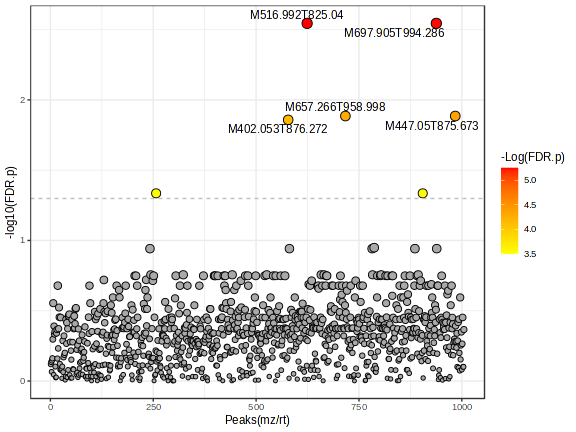 M516.992T825.04
M697.905T994.286
M657.266T958.998
M402.053T876.272
M447.05T875.673
-log10(FDR.p)
2
1
0
0
250
500
750
1000
Peaks(mz/rt)
-Log(FDR.p)
5.0
4.5
4.0
3.5